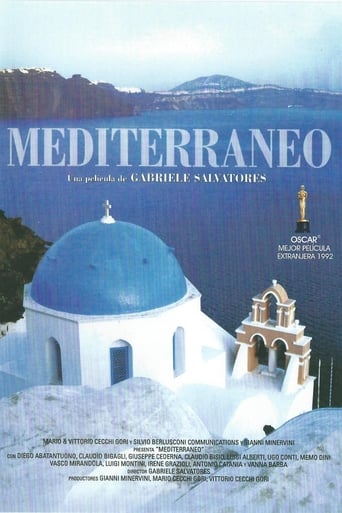 MEDITERRANEO
Una película de GABRIELE SALVATORES
OSCAR®
MEJOR PELÍCULA
EXTRANJERA 1992
MARIO & VITTORIO CECCHI GORI Y SILVIO BERLUSCONI COMMUNICATIONS Y GIANNI MINERVINI
PRESENTA "MEDITERRANEO"
CON DIEGO ABATANTUONO, CLAUDIO BIGAGLI, GIUSEPPE CEDERNA, CLAUDIO BISIO, LUIGI ALBERTI, UGO CONTI, MEMO DINI
VASCO MIRANDOLA, LUIGI MONTINI, IRENE GRAZIOLI, ANTONIO CATANIA Y VANNA BARBA
DIRECTOR GABRIELE SALVATORES
PRODUCTORES GIANNI MINERVINI, MARIO CECCHI GORI, VITTORIO CECCHI GORI